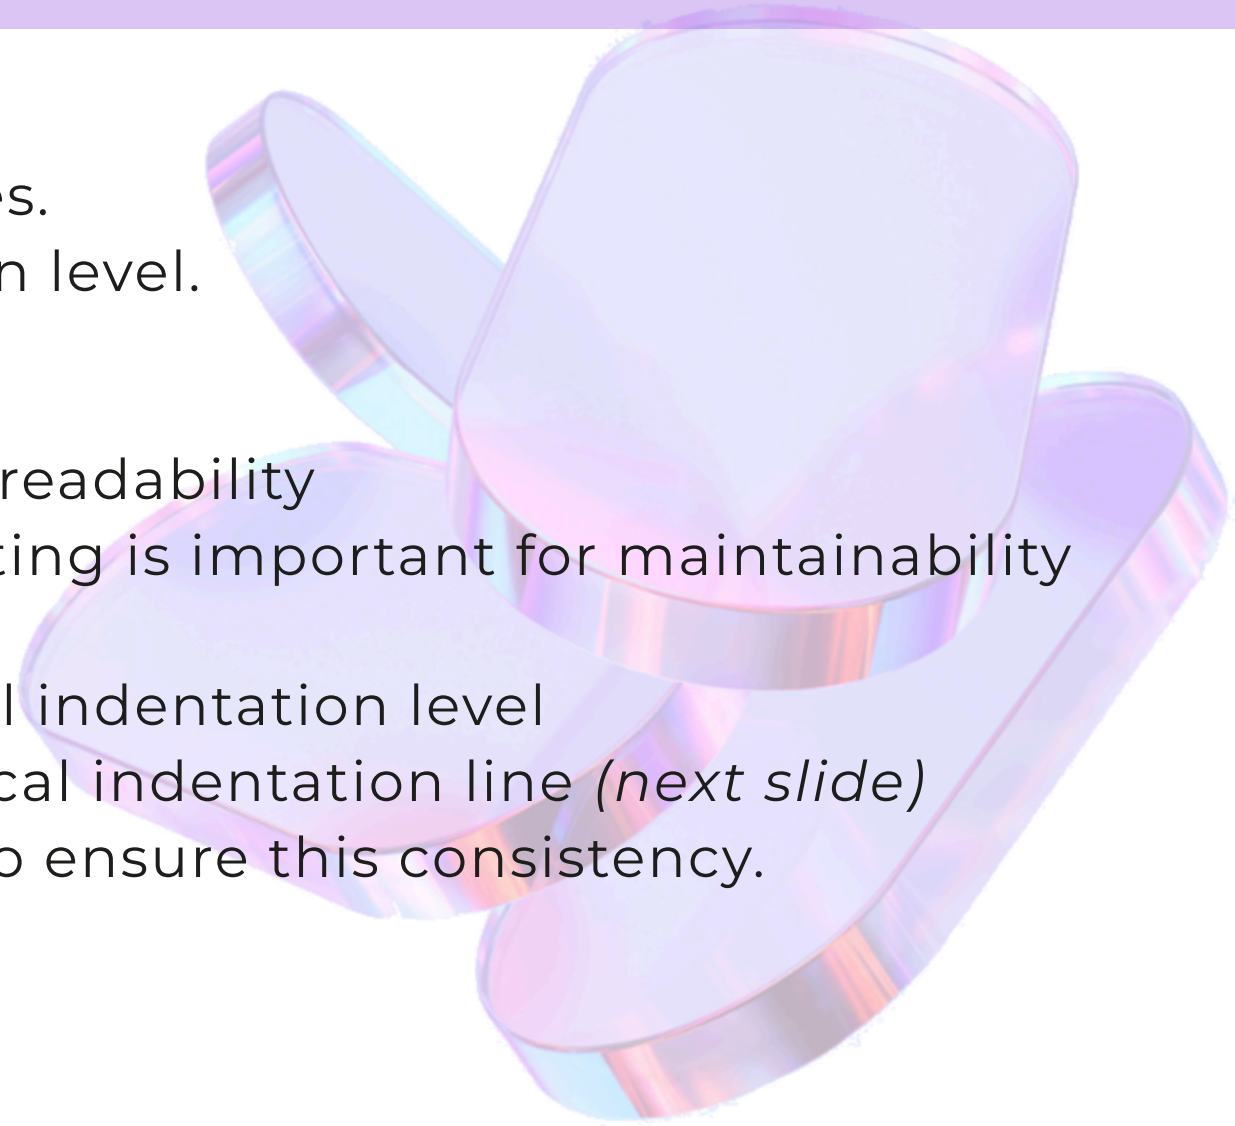 es.
n level.
readability
ting is important for maintainability
l indentation level
cal indentation line (next slide)
o ensure this consistency.